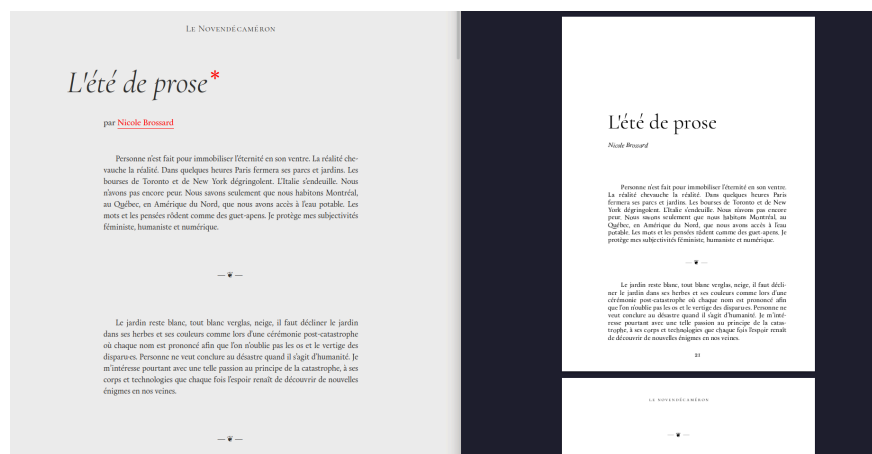 LE NOVENDÉCAMÉRON
L'été de prose*
par Nicole Brossard
Personne n'est fait pour immobiliser l'éternité en son ventre. La réalité che-
vauche la réalité. Dans quelques heures Paris fermera ses parcs et jardins. Les
bourses de Toronto et de New York dégringolent. L'Italie s'endeuille. Nous
n'avons pas encore peur. Nous savons seulement que nous habitons Montréal,
au Québec, en Amérique du Nord, que nous avons accès à l'eau potable. Les
mots et les pensées rôdent comme des guet-apens. Je protège mes subjectivités
féministe, humaniste et numérique.
Le jardin reste blanc, tout blanc verglas, neige, il faut décliner le jardin
dans ses herbes et ses couleurs comme lors d'une cérémonie post-catastrophe
où chaque nom est prononcé afin que l'on n'oublie pas les os et le vertige des
disparu·es. Personne ne veut conclure au désastre quand il s'agit d'humanité. Je
m'intéresse pourtant avec une telle passion au principe de la catastrophe, à ses
corps et technologies que chaque fois l'espoir renaît de découvrir de nouvelles
énigmes en nos veines.
L'été de prose
Nicole Brossard
Personne n'est fait pour immobiliser l'éternité en son ventre.
La réalité chevauche la réalité. Dans quelques heures Paris
fermera ses parcs et jardins. Les bourses de Toronto et de New
York dégringolent. L'Italie s'endeuille. Nous n'avons pas encore
peur. Nous savons seulement que nous habitons Montréal, au
Québec, en Amérique du Nord, que nous avons accès à l'eau
potable. Les mots et les pensées rôdent comme des guet-apens. Je
protège mes subjectivités féministe, humaniste et numérique.
Le jardin reste blanc, tout blanc verglas, neige, il faut décli-
ner le jardin dans ses herbes et ses couleurs comme lors d'une
cérémonie post-catastrophe où chaque nom est prononcé afin
que l'on n'oublie pas les os et le vertige des disparu·es. Personne ne
veut conclure au désastre quand il s'agit d'humanité. Je m'inté-
resse pourtant avec une telle passion au principe de la catas-
trophe, à ses corps et technologies que chaque fois l'espoir renaît
de découvrir de nouvelles énigmes en nos veines.
21
LE NOVENDÉCAMÉRON